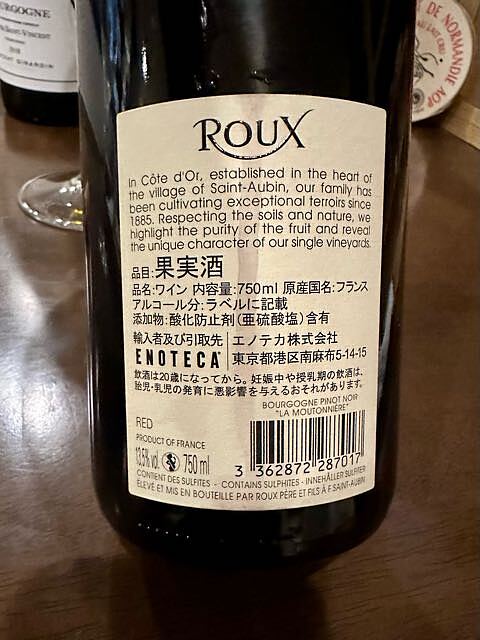 URGOGNE
DE NORMANDIE AOP
AU LAIT CRU
ROUX
In Côte d'Or, established in the heart of
the village of Saint-Aubin, our family has
been cultivating exceptional terroirs since
1885. Respecting the soils and nature, we
highlight the purity of the fruit and reveal
the unique character of our single vineyards.
品目:果実酒
品名:ワイン 内容量:750ml 原産国名:フランス
アルコール分:ラベルに記載
添加物:酸化防止剤(亜硫酸塩)含有
輸入者及び引取先 エノテカ株式会社
ENOTECA 東京都港区南麻布5-14-15
飲酒は20歳になってから。妊娠中や授乳期の飲酒は、
胎児・乳児の発育に悪影響を与えるおそれがあります。
BOURGOGNE PINOT NOIR
"LA MOUTONNIÈRE"
RED
PRODUCT OF FRANCE
13,5% vol. 750 ml
3 362872 287017
CONTIENT DES SULFITES - CONTAINS SULPHITES - INNEHÅLLER SULFITER
ÉLEVÉ ET MIS EN BOUTEILLE PAR ROUX PÈRE ET FILS À F SAINT-AUBIN